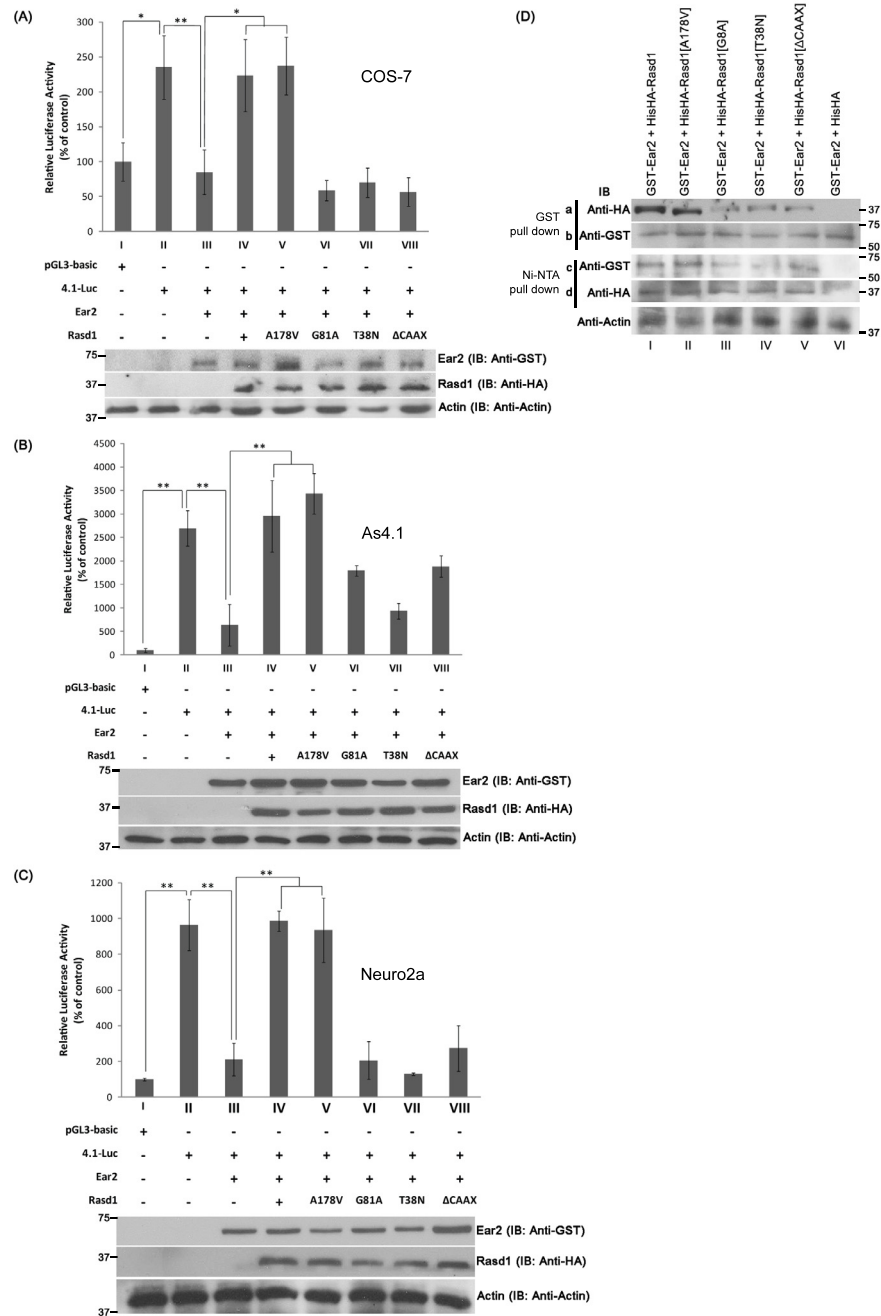 (A)
Relative Luciferase Activity
(% of control)
300
250
200
150
100
50
0
*
**
*
COS-7
I II III IV V VI VII VIII
pGL3-basic + - - - - - - -
4.1-Luc - + + + + + + +
Ear2 - - + + + + + +
Rasd1 - - - + A178V G81A T38N ΔCAAX
75
Ear2 (IB: Anti-GST)
37
Rasd1 (IB: Anti-HA)
Actin (IB: Anti-Actin)
37
(B)
Relative Luciferase Activity
(% of control)
4500
4000
3500
3000
2500
2000
1500
1000
500
0
**
**
**
As4.1
I II III IV V VI VII VIII
pGL3-basic + - - - - - - -
4.1-Luc - + + + + + + +
Ear2 - - + + + + + +
Rasd1 - - - + A178V G81A T38N ΔCAAX
75
Ear2 (IB: Anti-GST)
37
Rasd1 (IB: Anti-HA)
Actin (IB: Anti-Actin)
37
(C)
Relative Luciferase Activity
(% of control)
1200
1000
800
600
400
200
0
**
**
**
Neuro2a
I II III IV V VI VII VIII
pGL3-basic + - - - - - - -
4.1-Luc - + + + + + + +
Ear2 - - + + + + + +
Rasd1 - - - + A178V G81A T38N ΔCAAX
75
Ear2 (IB: Anti-GST)
37
Rasd1 (IB: Anti-HA)
Actin (IB: Anti-Actin)
37
(D)
GST-Ear2 + HisHA-Rasd1
GST-Ear2 + HisHA-Rasd1[A178V]
GST-Ear2 + HisHA-Rasd1[G8A]
GST-Ear2 + HisHA-Rasd1[T38N]
GST-Ear2 + HisHA-Rasd1[ΔCAAX]
GST-Ear2 + HisHA
IB
GST
pull down
a Anti-HA 37
75
b Anti-GST
50
Ni-NTA
pull down
75
c Anti-GST
50
d Anti-HA 37
Anti-Actin
37
I II III IV V VI